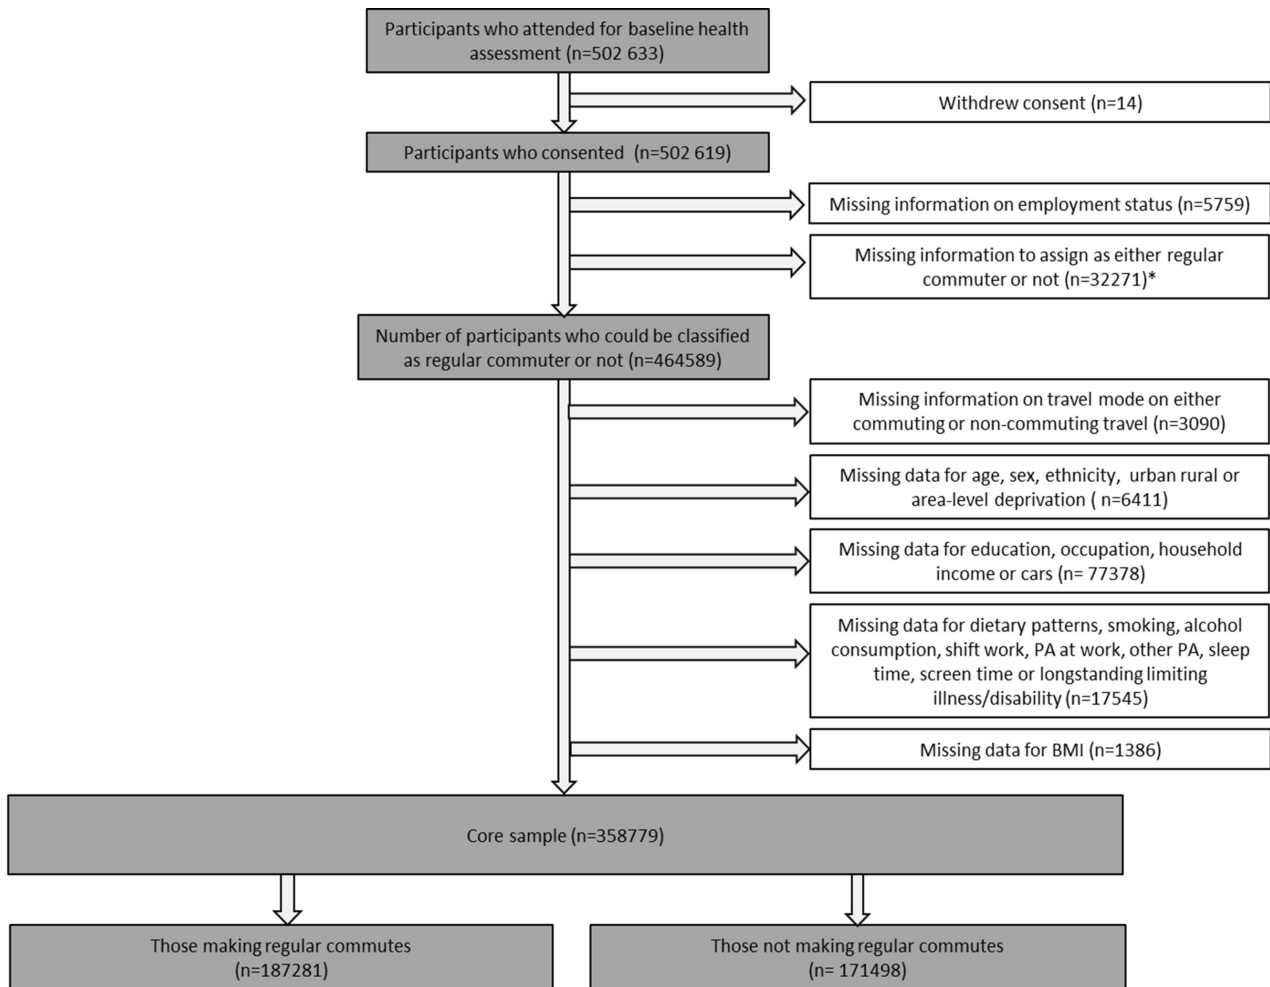 Participants who attended for baseline health
assessment (n=502 633)
Withdrew consent (n=14)
Participants who consented (n=502 619)
Missing information on employment status (n=5759)
Missing information to assign as either regular
commuter or not (n=32271)*
Number of participants who could be classified
as regular commuter or not (n=464589)
Missing information on travel mode on either
commuting or non-commuting travel (n=3090)
Missing data for age, sex, ethnicity, urban rural or
area-level deprivation ( n=6411)
Missing data for education, occupation, household
income or cars (n= 77378)
Missing data for dietary patterns, smoking, alcohol
consumption, shift work, PA at work, other PA, sleep
time, screen time or longstanding limiting
illness/disability (n=17545)
Missing data for BMI (n=1386)
Core sample (n=358779)
Those making regular commutes
(n=187281)
Those not making regular commutes
(n= 171498)